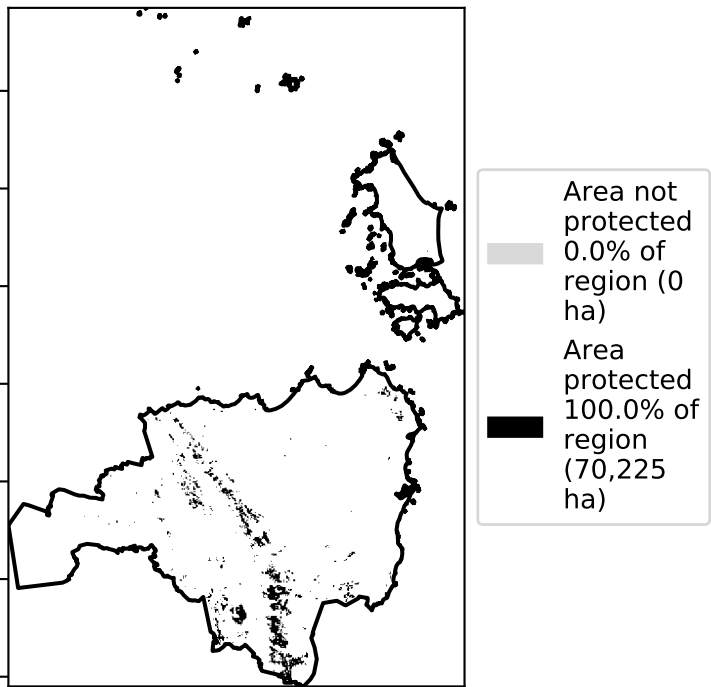 Area not
protected
0.0% of
region (0
ha)
Area
protected
100.0% of
region
(70,225
ha)